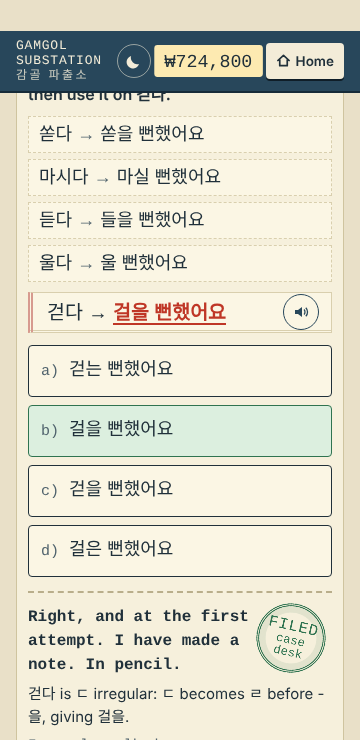 GAMGOL
SUBSTATION
감골 파출소
₩724,800
Home
then use it on 걷다.
쏟다 → 쏟을 뻔했어요
마시다 → 마실 뻔했어요
듣다 → 들을 뻔했어요
울다 → 울 뻔했어요
걷다 → 걸을 뻔했어요
a) 걷는 뻔했어요
b) 걸을 뻔했어요
c) 걷을 뻔했어요
d) 걸은 뻔했어요
Right, and at the first
attempt. I have made a
note. In pencil.
FILED
case
desk
걷다 is ㄷ irregular: ㄷ becomes ㄹ before -
을, giving 걸을.